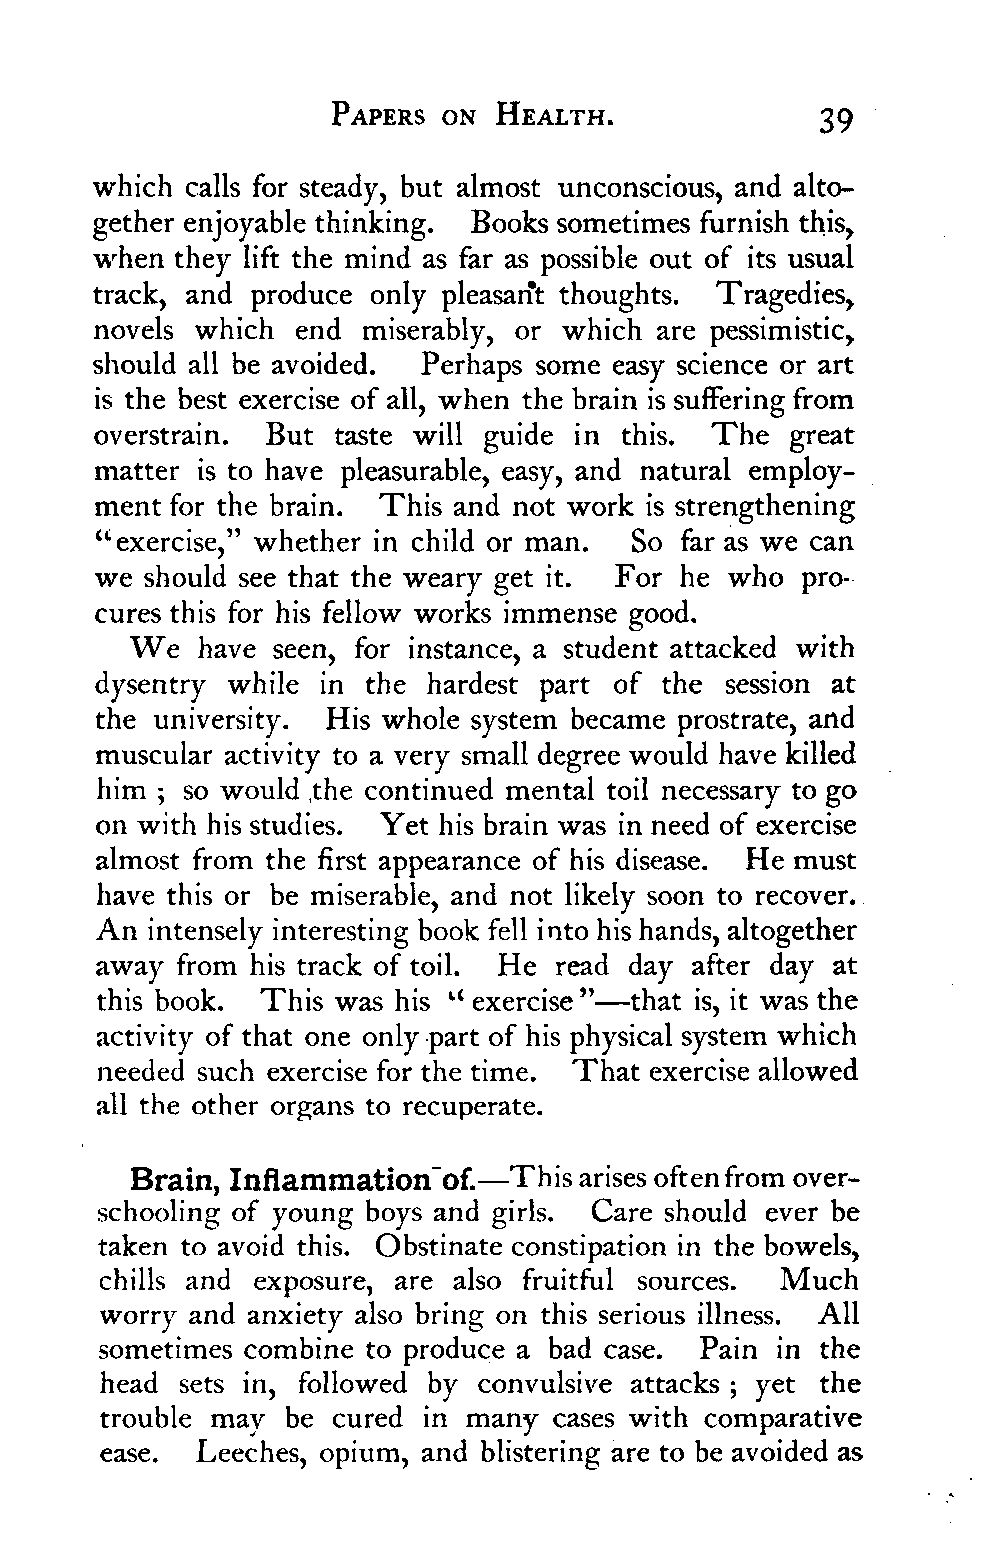 PAPERS ON HEALTH. 39
which calls for steady, but almost unconscious, and alto-
gether enjoyable thinking. Books sometimes furnish this,
when they lift the mind as far as possible out of its usual
track, and produce only pleasant thoughts. Tragedies,
novels which end miserably, or which are pessimistic,
should all be avoided. Perhaps some easy science or art
is the best exercise of all, when the brain is suffering from
overstrain. But taste will guide in this. The great
matter is to have pleasurable, easy, and natural employ-
ment for the brain. This and not work is strengthening
"exercise," whether in child or man. So far as we can
we should see that the weary get it. For he who pro-
cures this for his fellow works immense good.
We have seen, for instance, a student attacked with
dysentry while in the hardest part of the session at
the university. His whole system became prostrate, and
muscular activity to a very small degree would have killed
him ; so would the continued mental toil necessary to go
on with his studies. Yet his brain was in need of exercise
almost from the first appearance of his disease. He must
have this or be miserable, and not likely soon to recover.
An intensely interesting book fell into his hands, altogether
away from his track of toil. He read day after day at
this book. This was his "exercise"—that is, it was the
activity of that one only part of his physical system which
needed such exercise for the time. That exercise allowed
all the other organs to recuperate.
Brain, Inflammation of.—This arises often from over-
schooling of young boys and girls. Care should ever be
taken to avoid this. Obstinate constipation in the bowels,
chills and exposure, are also fruitful sources. Much
worry and anxiety also bring on this serious illness. All
sometimes combine to produce a bad case. Pain in the
head sets in, followed by convulsive attacks ; yet the
trouble may be cured in many cases with comparative
ease. Leeches, opium, and blistering are to be avoided as